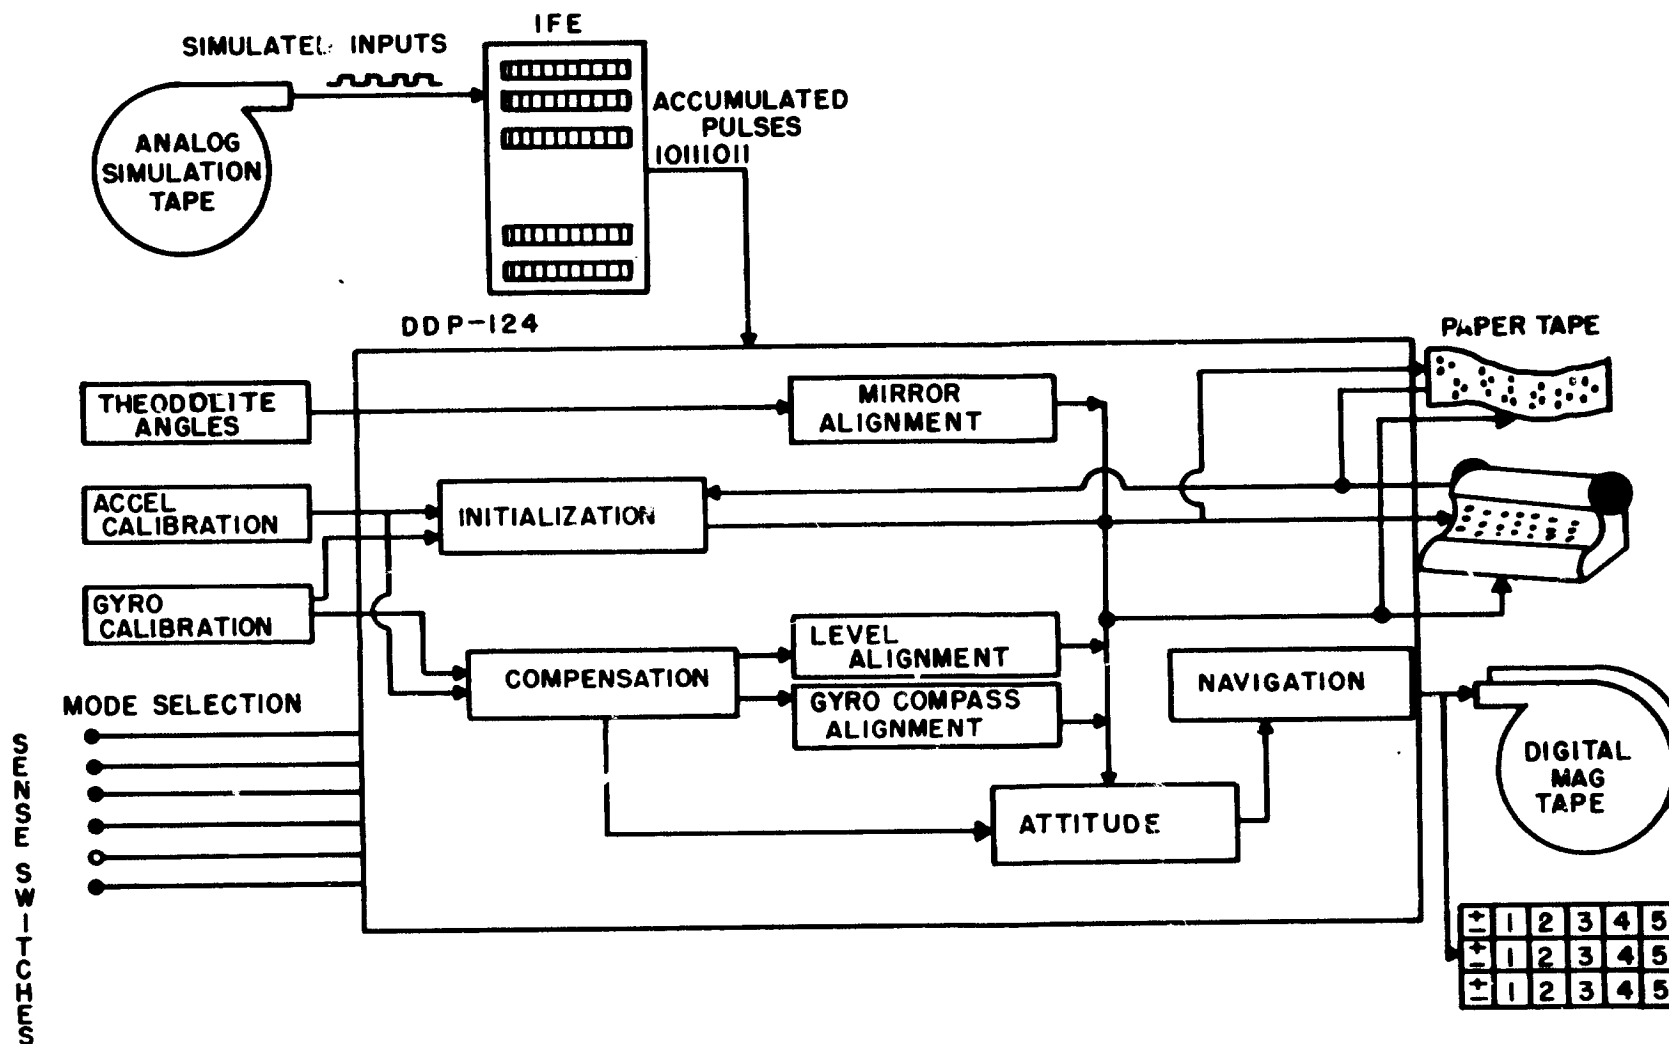 IFE
SIMULATED INPUTS
ANALOG
SIMULATION
TAPE
ACCUMULATED
PULSES
10111011
DDP-124
PAPER TAPE
THEODOLITE
ANGLES
MIRROR
ALIGNMENT
ACCEL
CALIBRATION
INITIALIZATION
GYRO
CALIBRATION
COMPENSATION
LEVEL
ALIGNMENT
GYRO COMPASS
ALIGNMENT
NAVIGATION
MODE SELECTION
SENSE SWITCHES
ATTITUDE
DIGITAL
MAG
TAPE
± 1 2 3 4 5
± 1 2 3 4 5
± 1 2 3 4 5